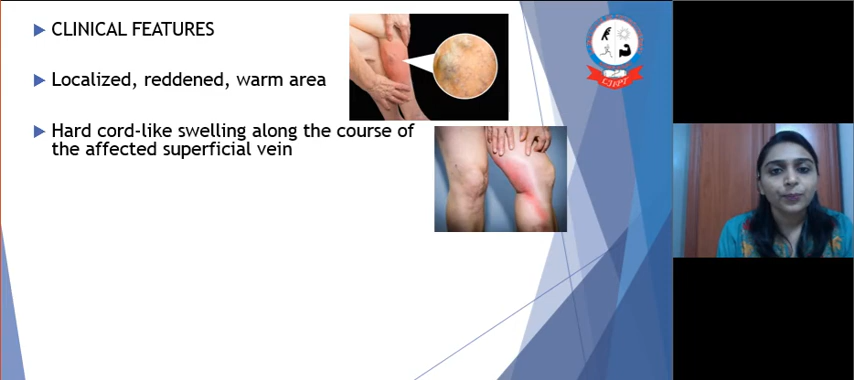 CLINICAL FEATURES
Localized, reddened, warm area
Hard cord-like swelling along the course of
the affected superficial vein